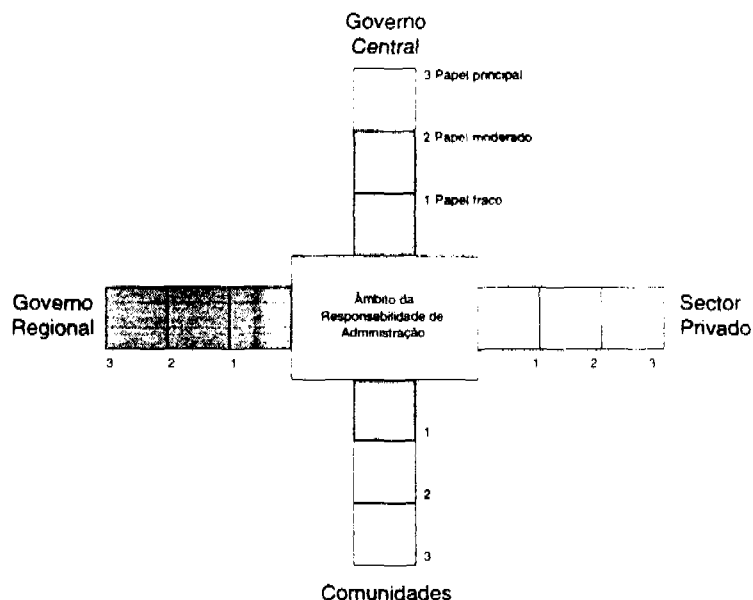 Governo
Central
3 Papel principal
2 Papel moderado
1 Papel fraco
Governo
Regional
3 2 1
Âmbito da
Responsabilidade de
Administração
Sector
Privado
1 2 3
1
2
3
Comunidades